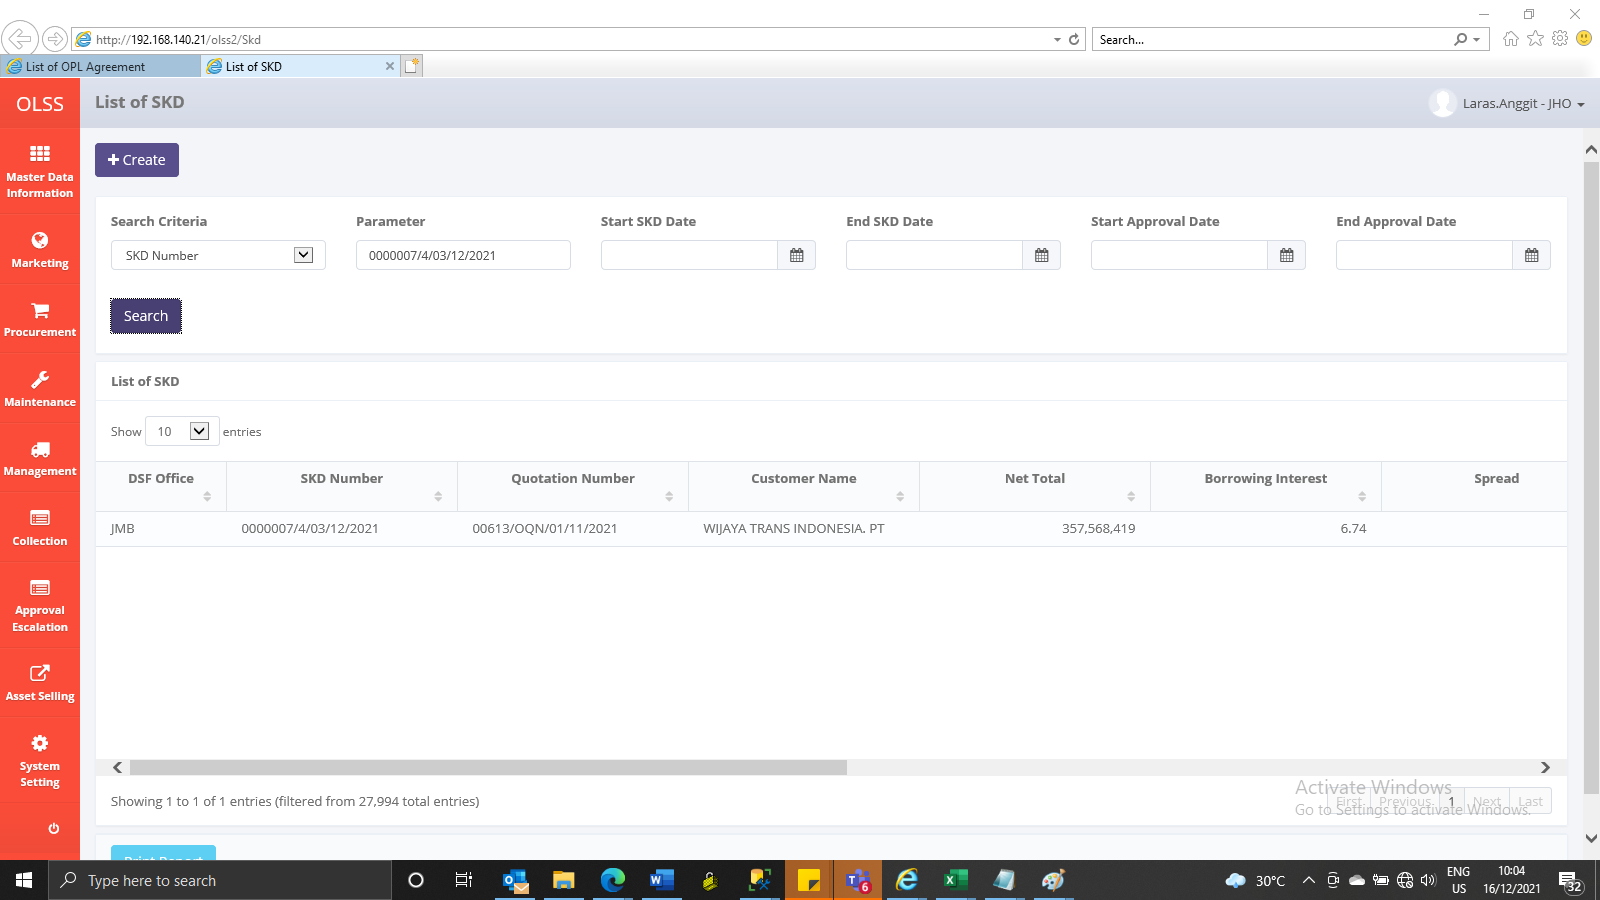 http://192.168.140.21/olss2/Skd
Search...
List of OPL Agreement
List of SKD
OLSS
List of SKD
Laras.Anggit - JHO
Create
Master Data
Information
Marketing
Procurement
Maintenance
Management
Collection
Approval
Escalation
Asset Selling
System
Setting
Search Criteria
Parameter
Start SKD Date
End SKD Date
Start Approval Date
End Approval Date
SKD Number
0000007/4/03/12/2021
Search
List of SKD
Show 10 entries
DSF Office
SKD Number
Quotation Number
Customer Name
Net Total
Borrowing Interest
Spread
JMB
0000007/4/03/12/2021
00613/OQN/01/11/2021
WIJAYA TRANS INDONESIA. PT
357,568,419
6.74
Showing 1 to 1 of 1 entries (filtered from 27,994 total entries)
First
Previous
1
Next
Last
Activate Windows
Go to Settings to activate Windows.
Print Report
Type here to search
6
30°C
ENG
US
10:04
16/12/2021
32